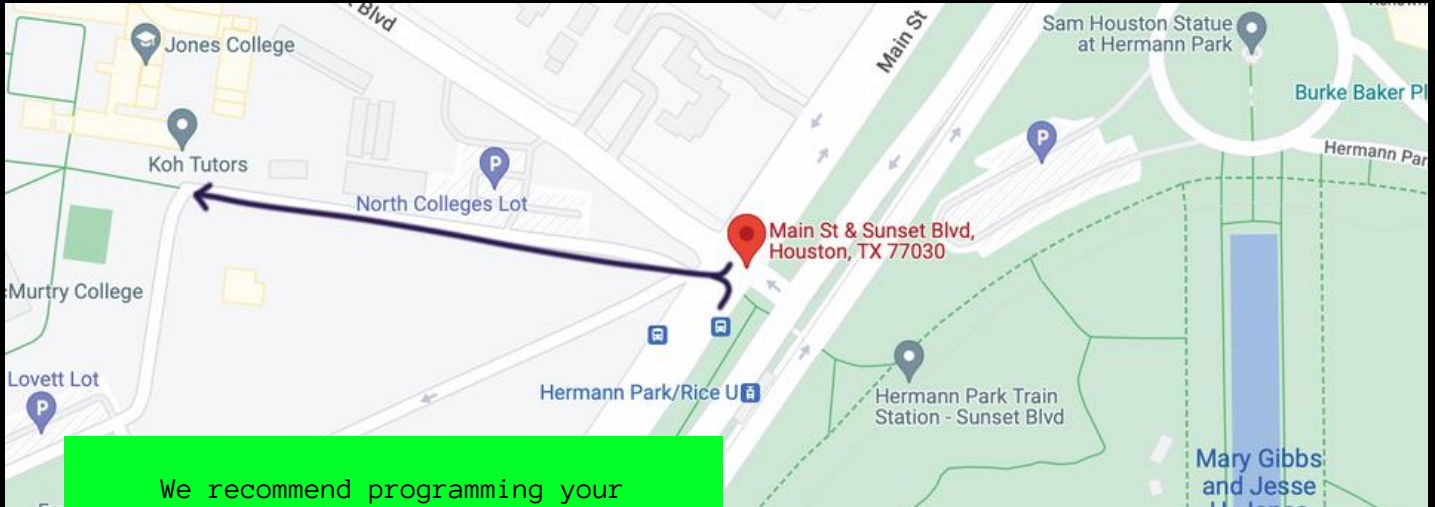 Blvd
Jones College
Main St
Sam Houston Statue
at Hermann Park
Burke Baker Pl
Koh Tutors
Hermann Par
North Colleges Lot
Main St & Sunset Blvd,
Houston, TX 77030
cMurtry College
Lovett Lot
P
P
P
Hermann Park/Rice U
Hermann Park Train
Station - Sunset Blvd
Mary Gibbs
and Jesse
We recommend programming your